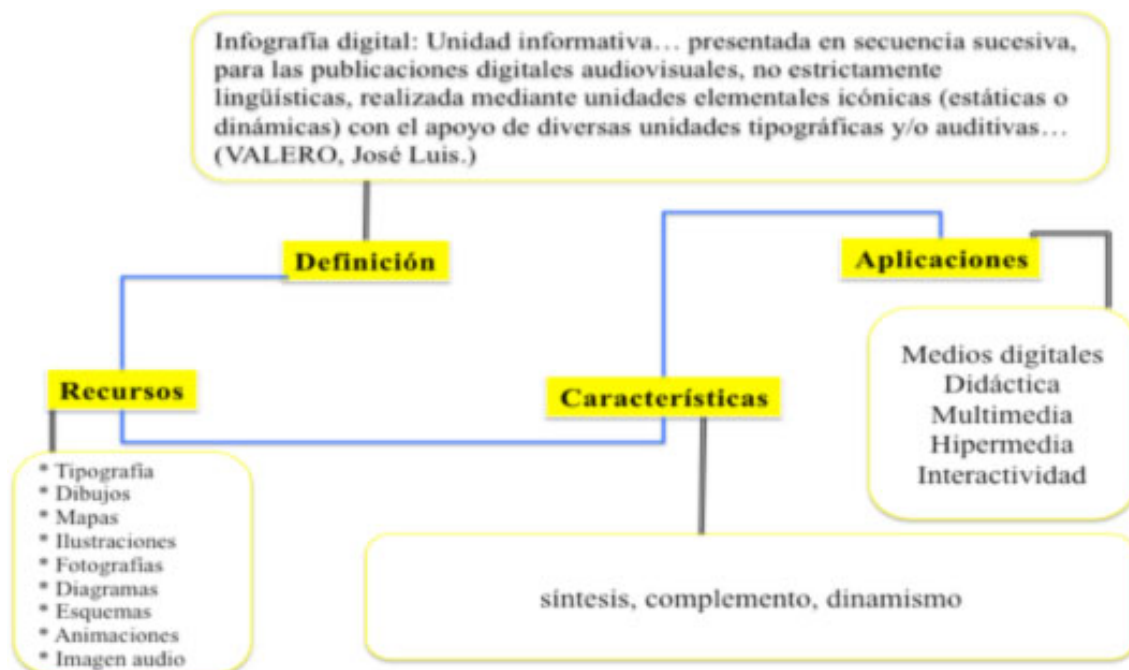 Infografía digital: Unidad informativa… presentada en secuencia sucesiva,
para las publicaciones digitales audiovisuales, no estrictamente
lingüísticas, realizada mediante unidades elementales icónicas (estáticas o
dinámicas) con el apoyo de diversas unidades tipográficas y/o auditivas…
(VALERO, José Luis.)
Definición
Aplicaciones
Medios digitales
Didáctica
Multimedia
Hipermedia
Interactividad
Recursos
Características
* Tipografía
* Dibujos
* Mapas
* Ilustraciones
* Fotografías
* Diagramas
* Esquemas
* Animaciones
* Imagen audio
síntesis, complemento, dinamismo